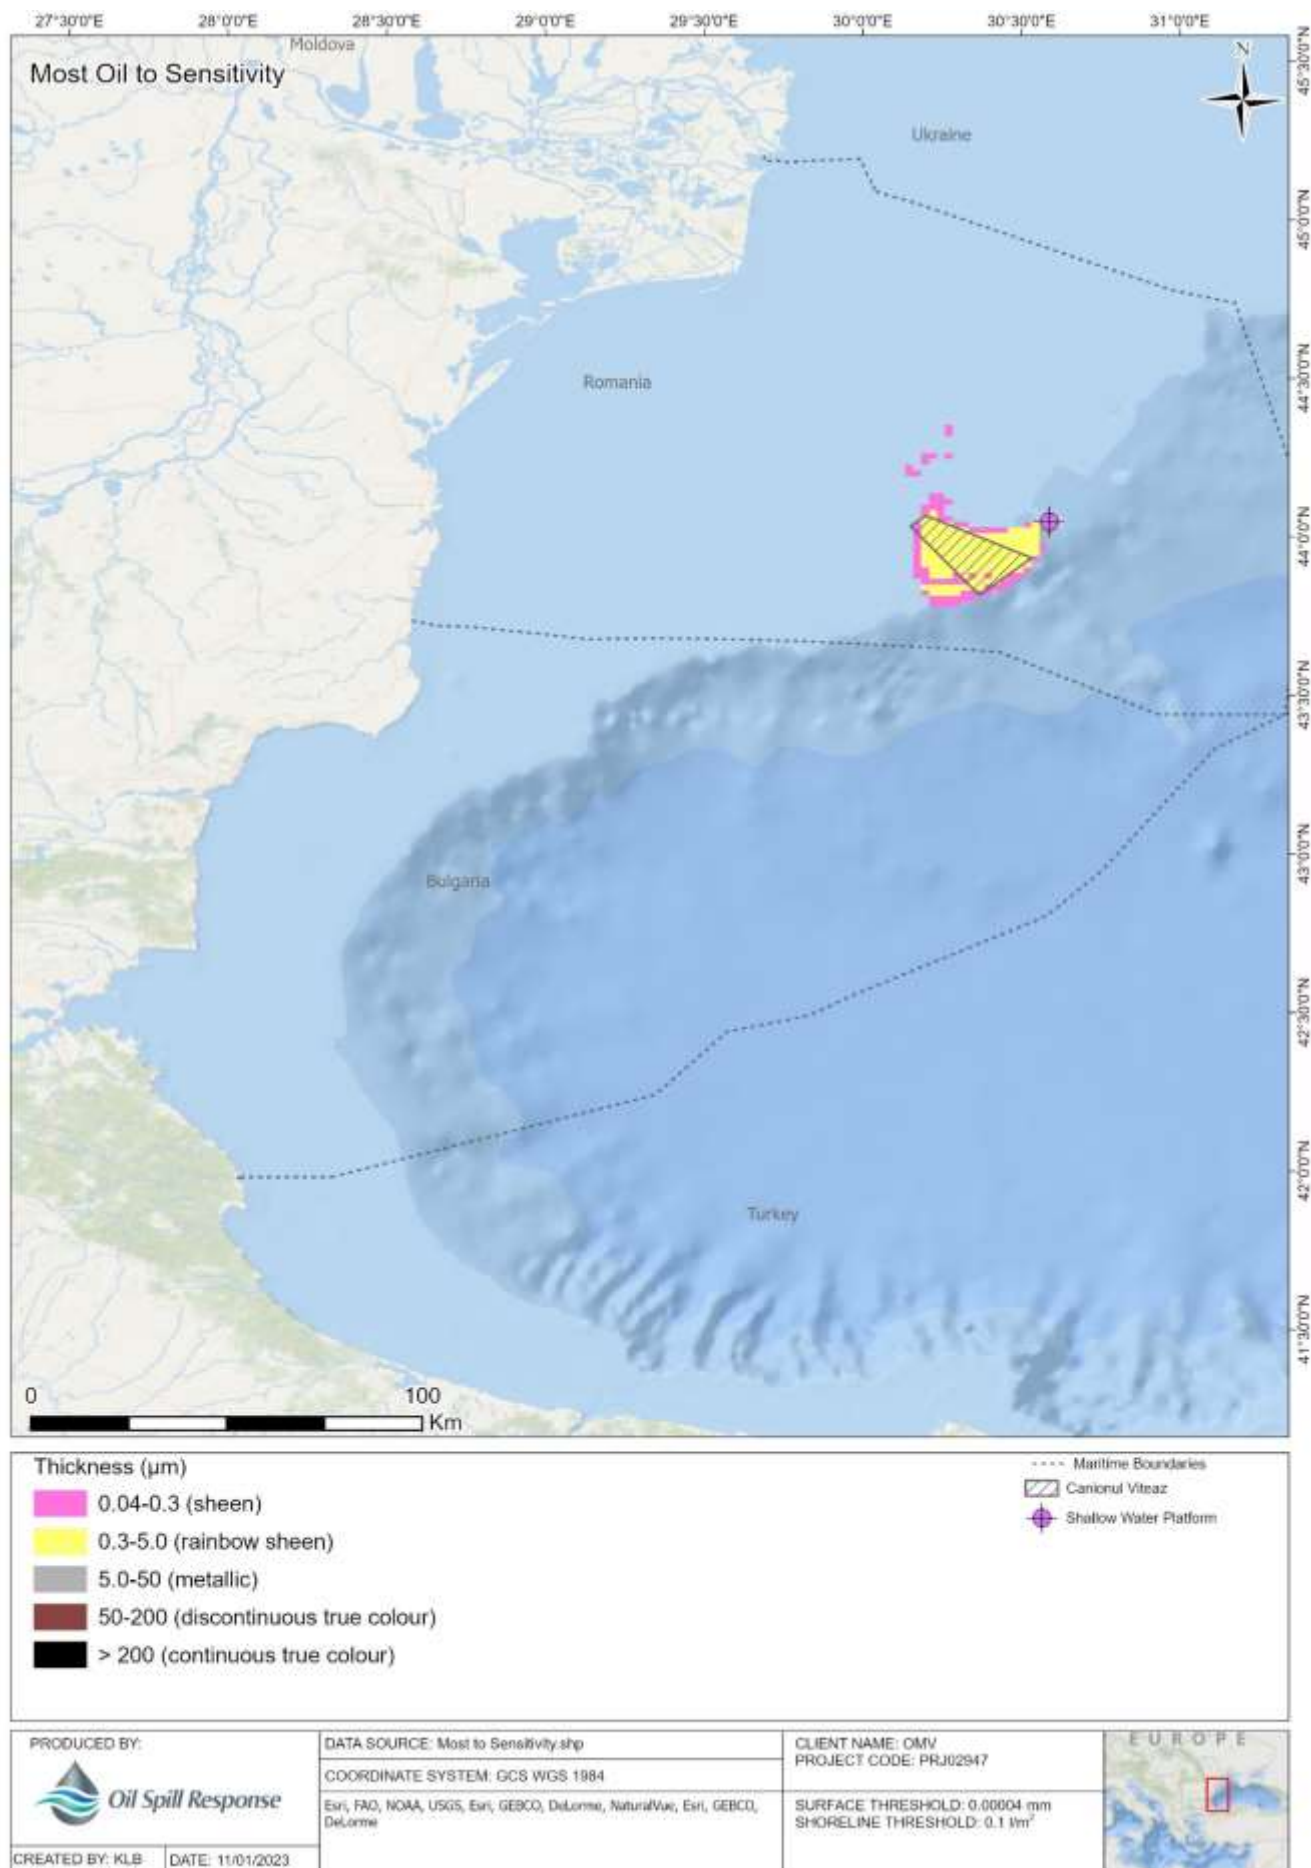 27°30'0"E 28°0'0"E 28°30'0"E 29°0'0"E 29°30'0"E 30°0'0"E 30°30'0"E 31°0'0"E
Moldova
Most Oil to Sensitivity
N
45°30'0"N
Ukraine
45°0'0"N
Romania
44°30'0"N
44°0'0"N
43°30'0"N
43°0'0"N
Bulgaria
42°30'0"N
42°0'0"N
Turkey
41°30'0"N
0 100
Km
Thickness (µm)
0.04-0.3 (sheen)
0.3-5.0 (rainbow sheen)
5.0-50 (metallic)
50-200 (discontinuous true colour)
> 200 (continuous true colour)
Maritime Boundaries
Canionul Viteaz
Shallow Water Platform
PRODUCED BY:
Oil Spill Response
CREATED BY: KLB DATE: 11/01/2023
DATA SOURCE: Most to Sensitivity.shp
COORDINATE SYSTEM: GCS WGS 1984
Esri, FAO, NOAA, USGS, Esri, GEBCO, DeLorme, NaturalVue, Esri, GEBCO,
DeLorme
CLIENT NAME: OMV
PROJECT CODE: PRJ02947
SURFACE THRESHOLD: 0.00004 mm
SHORELINE THRESHOLD: 0.1 l/m²
EUROPE